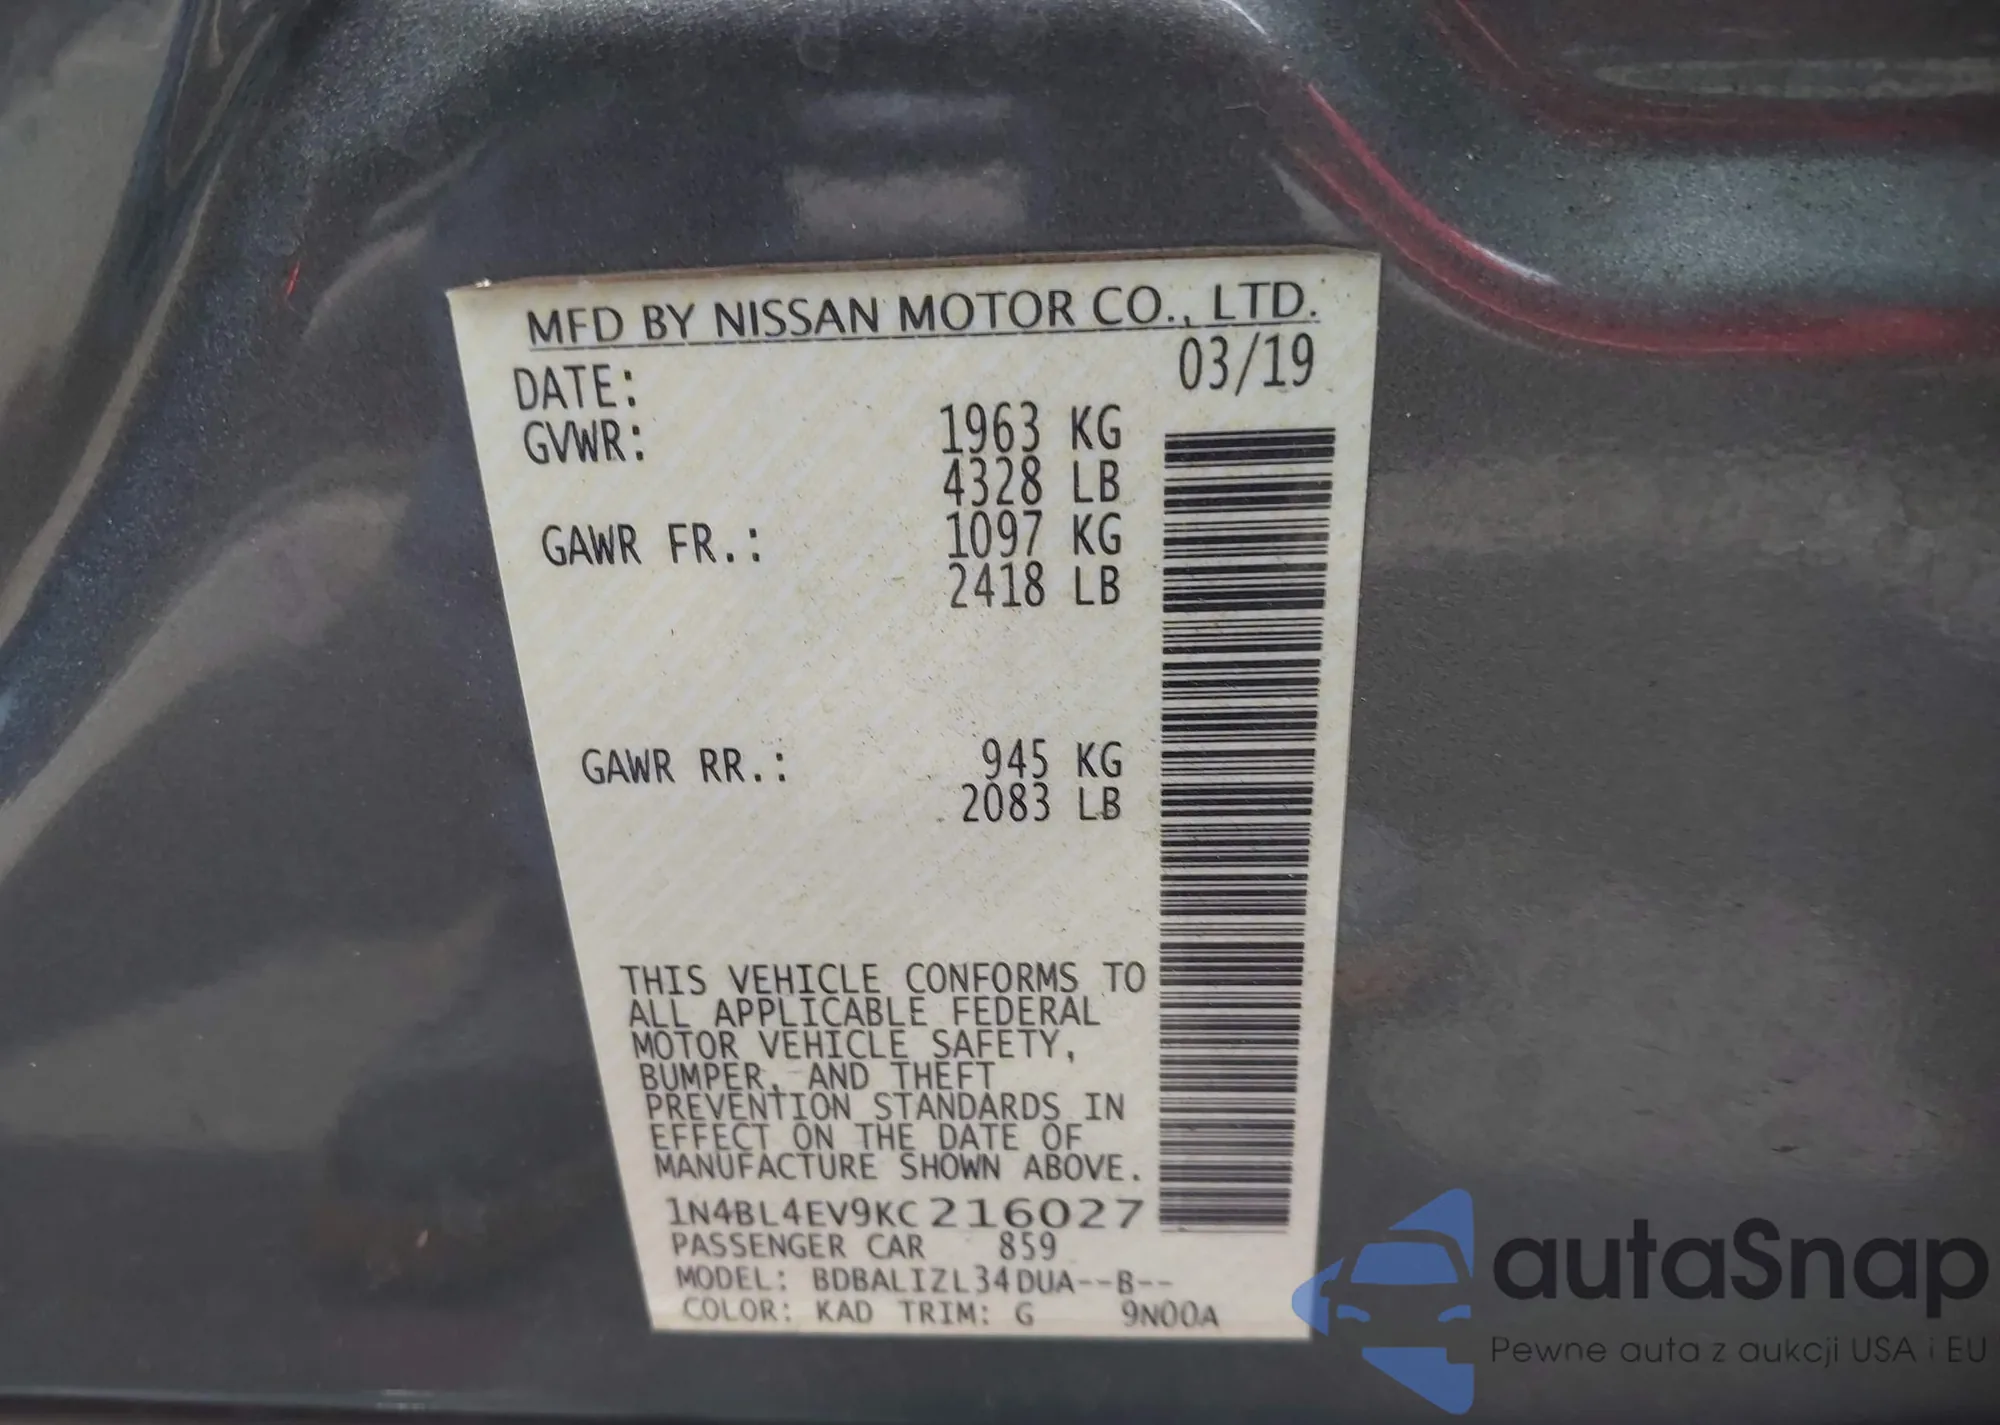 MFD BY NISSAN MOTOR CO., LTD.
DATE: 03/19
GVWR: 1963 KG
4328 LB
GAWR FR.: 1097 KG
2418 LB
GAWR RR.: 945 KG
2083 LB
THIS VEHICLE CONFORMS TO
ALL APPLICABLE FEDERAL
MOTOR VEHICLE SAFETY,
BUMPER, AND THEFT
PREVENTION STANDARDS IN
EFFECT ON THE DATE OF
MANUFACTURE SHOWN ABOVE.
1N4BL4EV9KC216027
PASSENGER CAR 859
MODEL: BDBALIZL34DUA--B--
COLOR: KAD TRIM: G 9N00A
autaSnap
Pewne auta z aukcji USA i EU